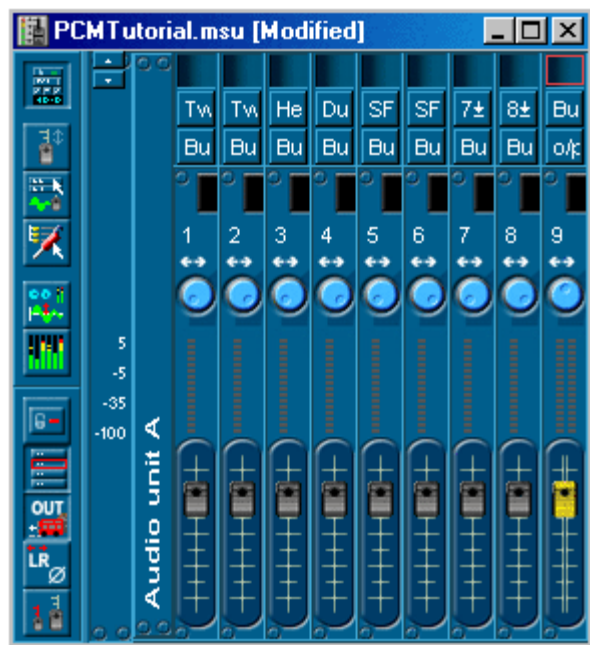 PCMTutorial.msu [Modified]
Tw Tw He Du SF SF 7± 8± Bu
Bu Bu Bu Bu Bu Bu Bu Bu o/p
1 2 3 4 5 6 7 8 9
5
-5
-35
-100
Audio unit A
OUT
LR